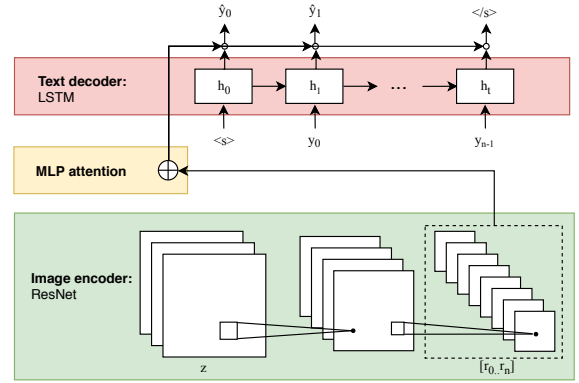 ŷ₀ ŷ₁ </s>
Text decoder:
LSTM
h₀ h₁ ... hₜ
<s> y₀ yₙ₋₁
MLP attention
Image encoder:
ResNet
z [r₀..rₙ]